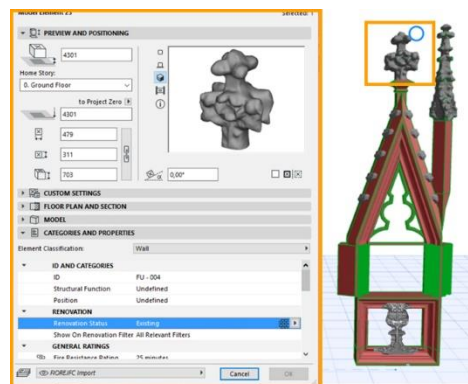 Model Element 23
Selected: 1
PREVIEW AND POSITIONING
4301
Home Story:
0. Ground Floor
to Project Zero
4301
479
311
703
0,00°
CUSTOM SETTINGS
FLOOR PLAN AND SECTION
MODEL
CATEGORIES AND PROPERTIES
Element Classification:
Wall
ID AND CATEGORIES
ID
FU - 004
Structural Function
Undefined
Position
Undefined
RENOVATION
Renovation Status
Existing
Show On Renovation Filter
All Relevant Filters
GENERAL RATINGS
Fire Resistance Rating
75 minutes
Import
Cancel
OK